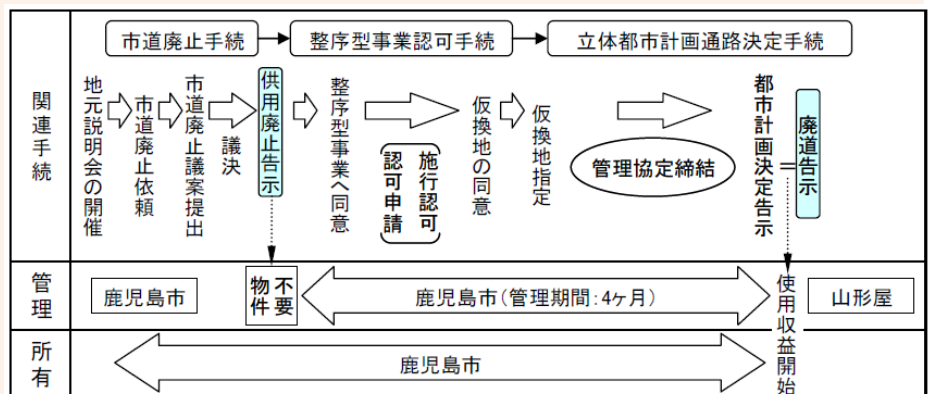 市道廃止手続
整序型事業認可手続
立体都市計画通路決定手続
関連手続
地元説明会の開催
市道廃止依頼
市道廃止議案提出
議決
供用廃止告示
整序型事業へ同意
認可申請
施行認可
仮換地の同意
仮換地指定
管理協定締結
都市計画決定告示
=
廃道告示
管理
鹿児島市
不要
物件
鹿児島市(管理期間:4ヶ月)
使用収益開始
山形屋
所有
鹿児島市